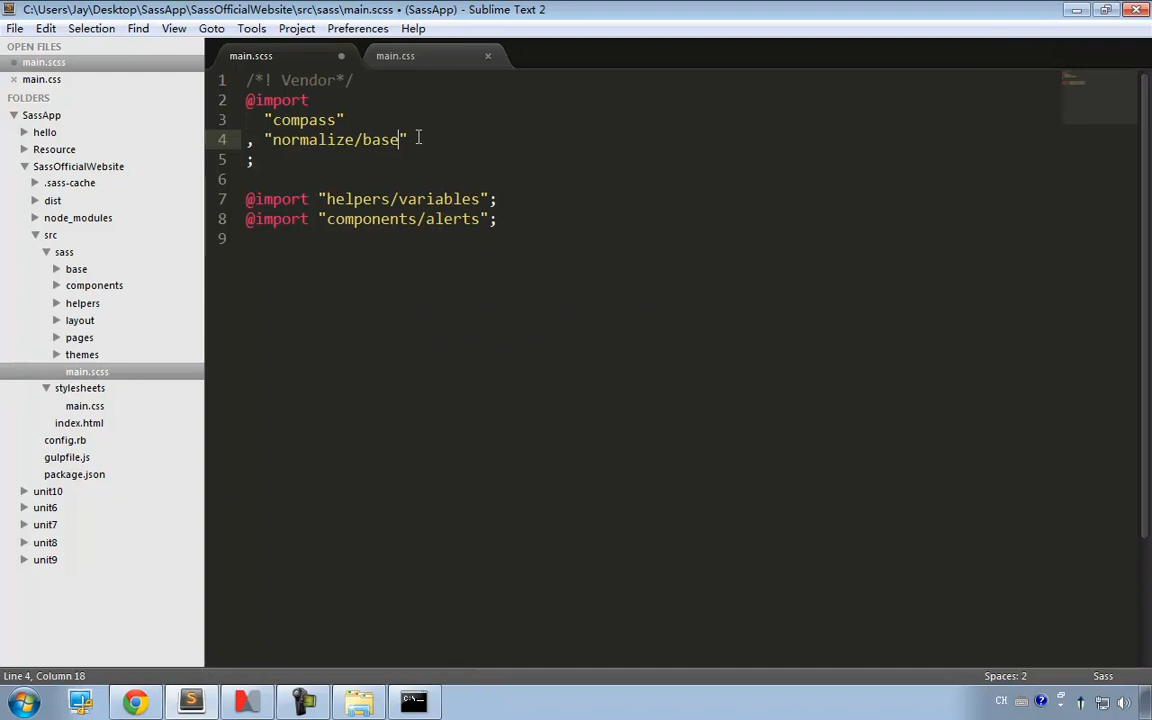 C:\Users\Jay\Desktop\SassApp\SassOfficialWebsite\src\sass\main.scss • (SassApp) - Sublime Text 2
File Edit Selection Find View Goto Tools Project Preferences Help
OPEN FILES
main.scss
main.css
FOLDERS
SassApp
hello
Resource
SassOfficialWebsite
.sass-cache
dist
node_modules
src
sass
base
components
helpers
layout
pages
themes
main.scss
stylesheets
main.css
index.html
config.rb
gulpfile.js
package.json
unit10
unit6
unit7
unit8
unit9
main.scss main.css
1 /*! Vendor*/
2 @import
3 "compass"
4 , "normalize/base"
5 ;
6
7 @import "helpers/variables";
8 @import "components/alerts";
9
Line 4, Column 18 Spaces: 2 Sass
CH